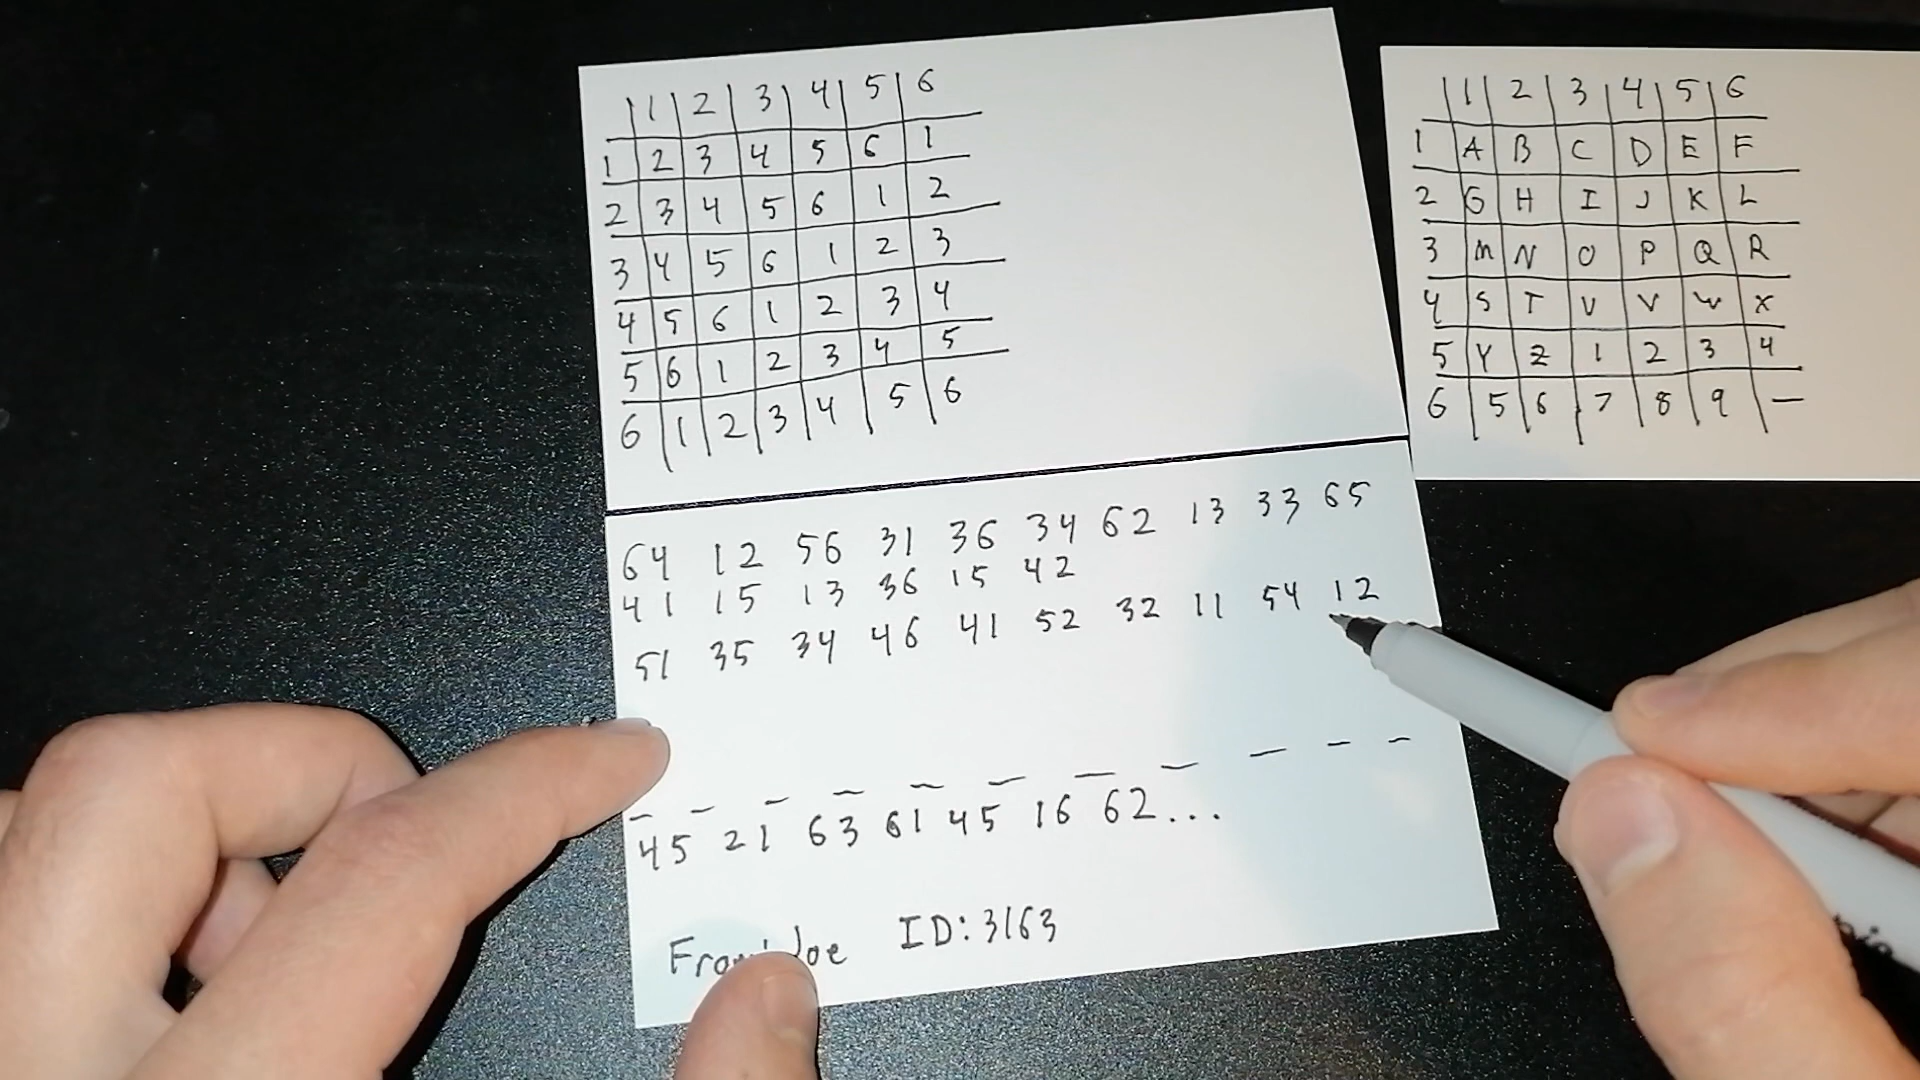 1 2 3 4 5 6
1 2 3 4 5 6 1
2 3 4 5 6 1 2
3 4 5 6 1 2 3
4 5 6 1 2 3 4
5 6 1 2 3 4 5
6 1 2 3 4 5 6
1 2 3 4 5 6
1 A B C D E F
2 G H I J K L
3 M N O P Q R
4 S T U V W X
5 Y Z 1 2 3 4
6 5 6 7 8 9 —
64 12 56 31 36 34 62 13 33 65
41 15 13 36 15 42
51 35 34 46 41 52 32 11 54 12
— — — — — — — — — — —
45 21 63 61 45 16 62...
Joe ID: 3163